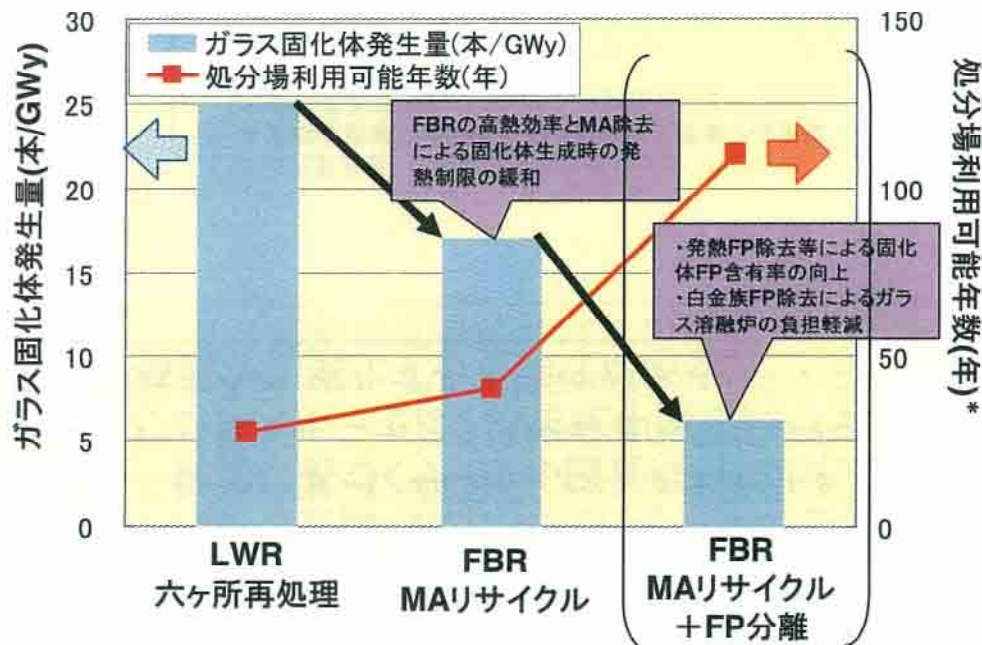 ガラス固化体発生量(本/GWy)
処分場利用可能年数(年)
ガラス固化体発生量(本/GWy)
30
25
20
15
10
5
0
FBRの高熱効率とMA除去
による固化体生成時の発
熱制限の緩和
・発熱FP除去等による固化
体FP含有率の向上
・白金族FP除去によるガラ
ス溶融炉の負担軽減
150
100
50
0
処分場利用可能年数(年)*
LWR
六ヶ所再処理
FBR
MAリサイクル
FBR
MAリサイクル
＋FP分離